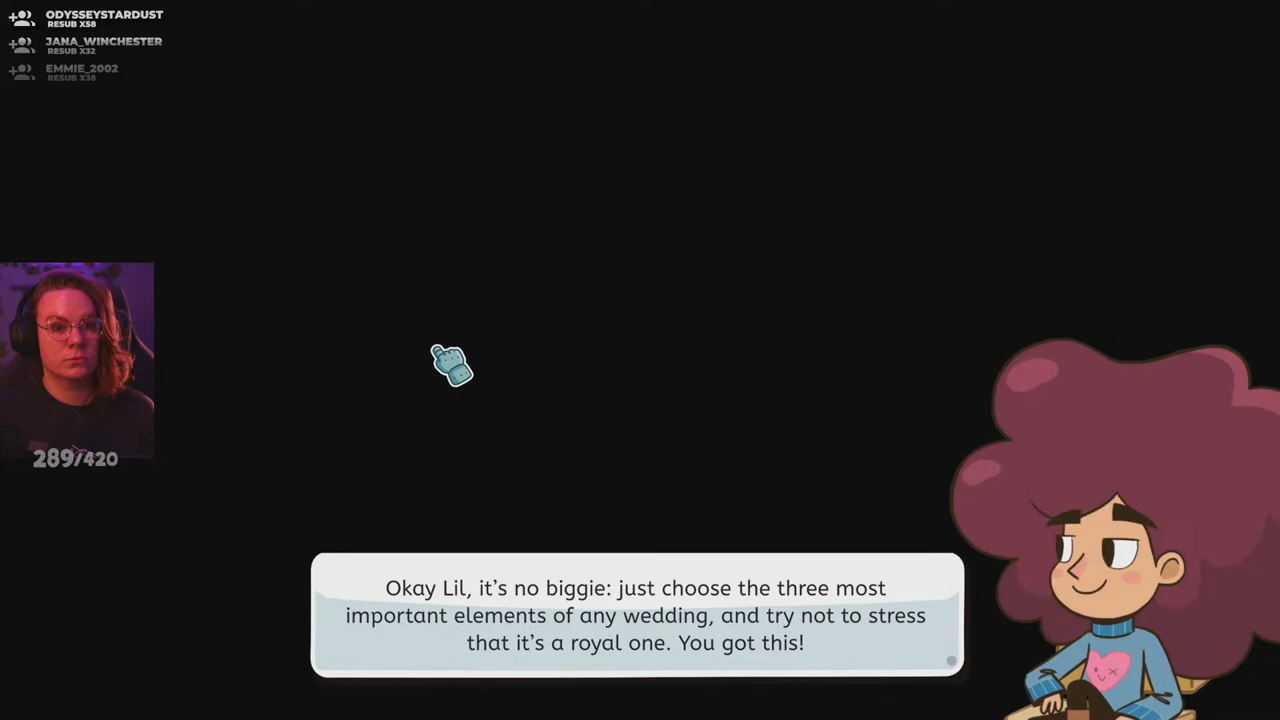 ODYSSEYSTARDUST
RESUB X58
JANA_WINCHESTER
RESUB X32
EMMIE_2002
RESUB X38
289/420
Okay Lil, it's no biggie: just choose the three most
important elements of any wedding, and try not to stress
that it's a royal one. You got this!